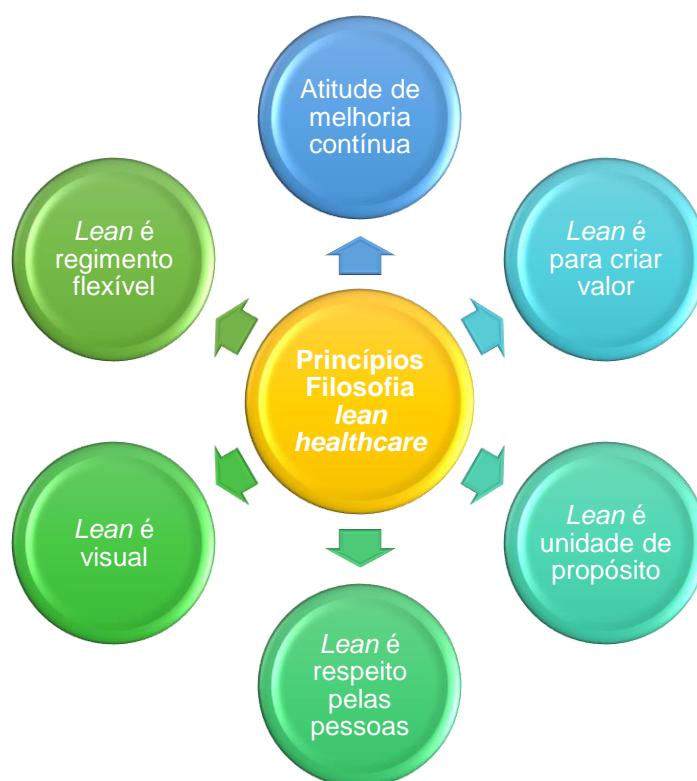 Atitude de
melhoria
contínua
Lean é
para criar
valor
Lean é
unidade de
propósito
Lean é
respeito
pelas
pessoas
Lean é
visual
Lean é
regimento
flexível
Princípios
Filosofia
lean
healthcare